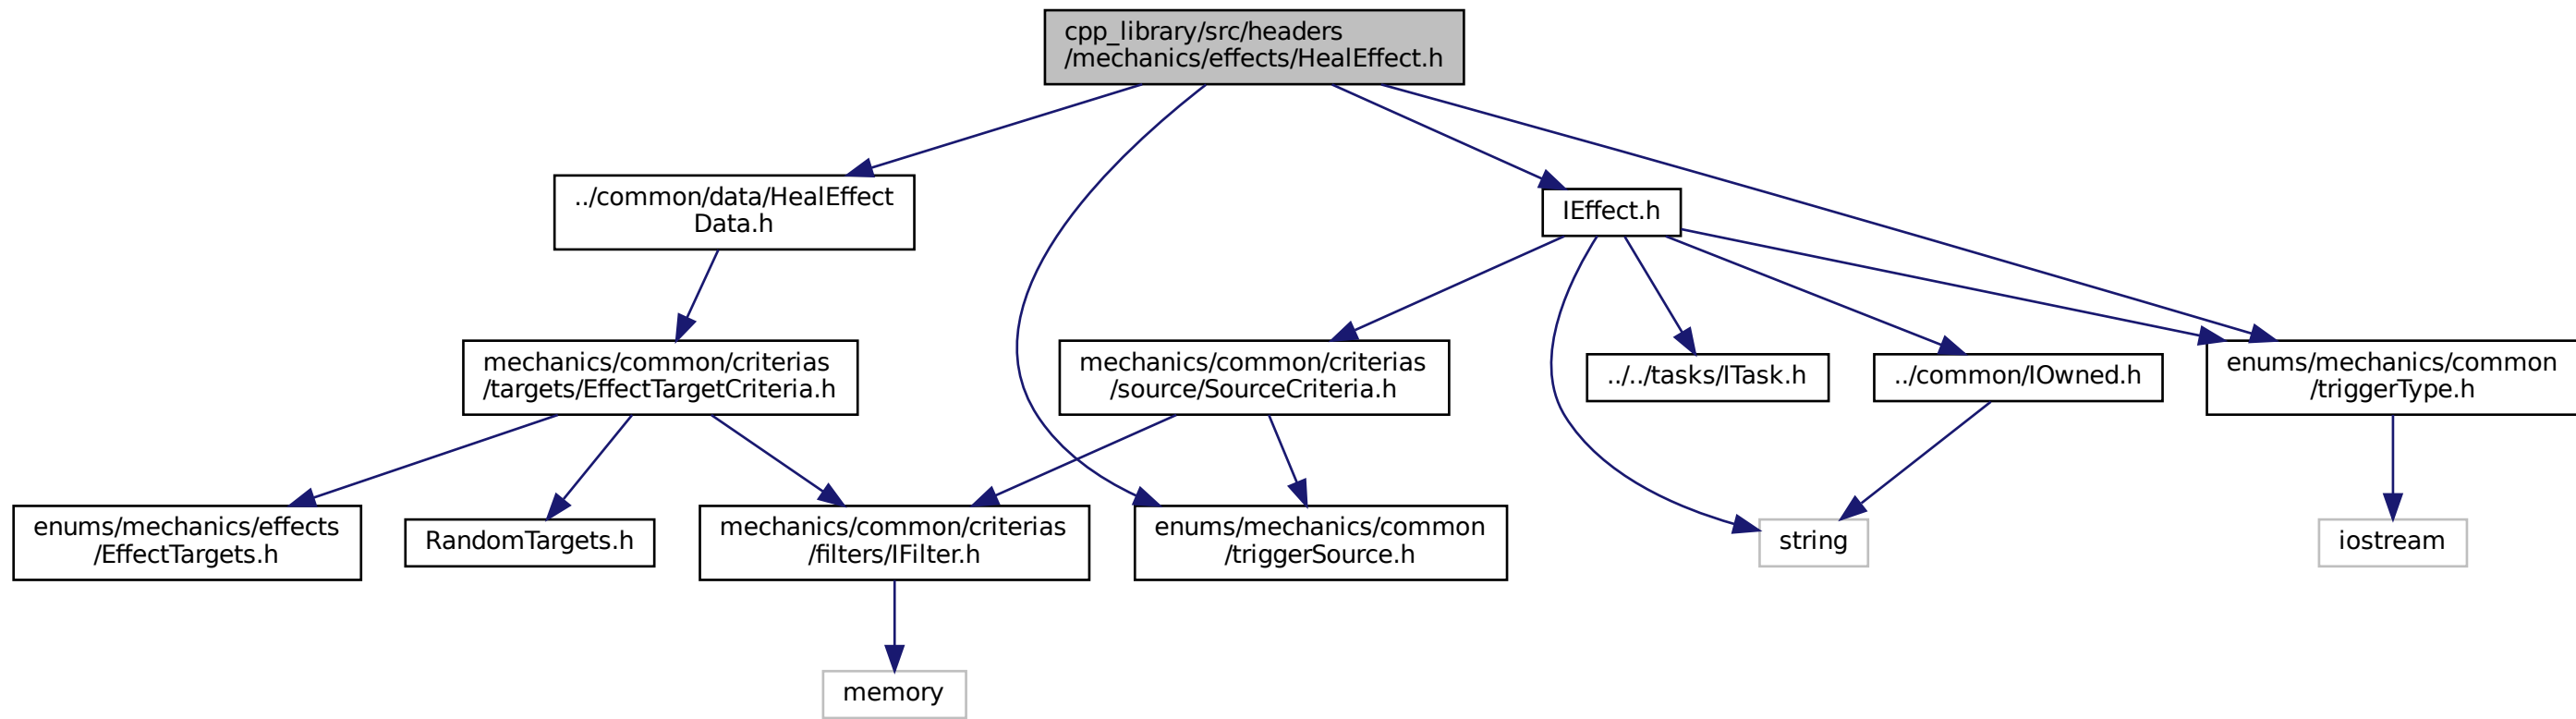 cpp_library/src/headers
/mechanics/effects/HealEffect.h
../common/data/HealEffect
Data.h
IEffect.h
mechanics/common/criterias
/targets/EffectTargetCriteria.h
mechanics/common/criterias
/source/SourceCriteria.h
../../tasks/ITask.h
../common/IOwned.h
enums/mechanics/common
/triggerType.h
enums/mechanics/effects
/EffectTargets.h
RandomTargets.h
mechanics/common/criterias
/filters/IFilter.h
enums/mechanics/common
/triggerSource.h
string
iostream
memory